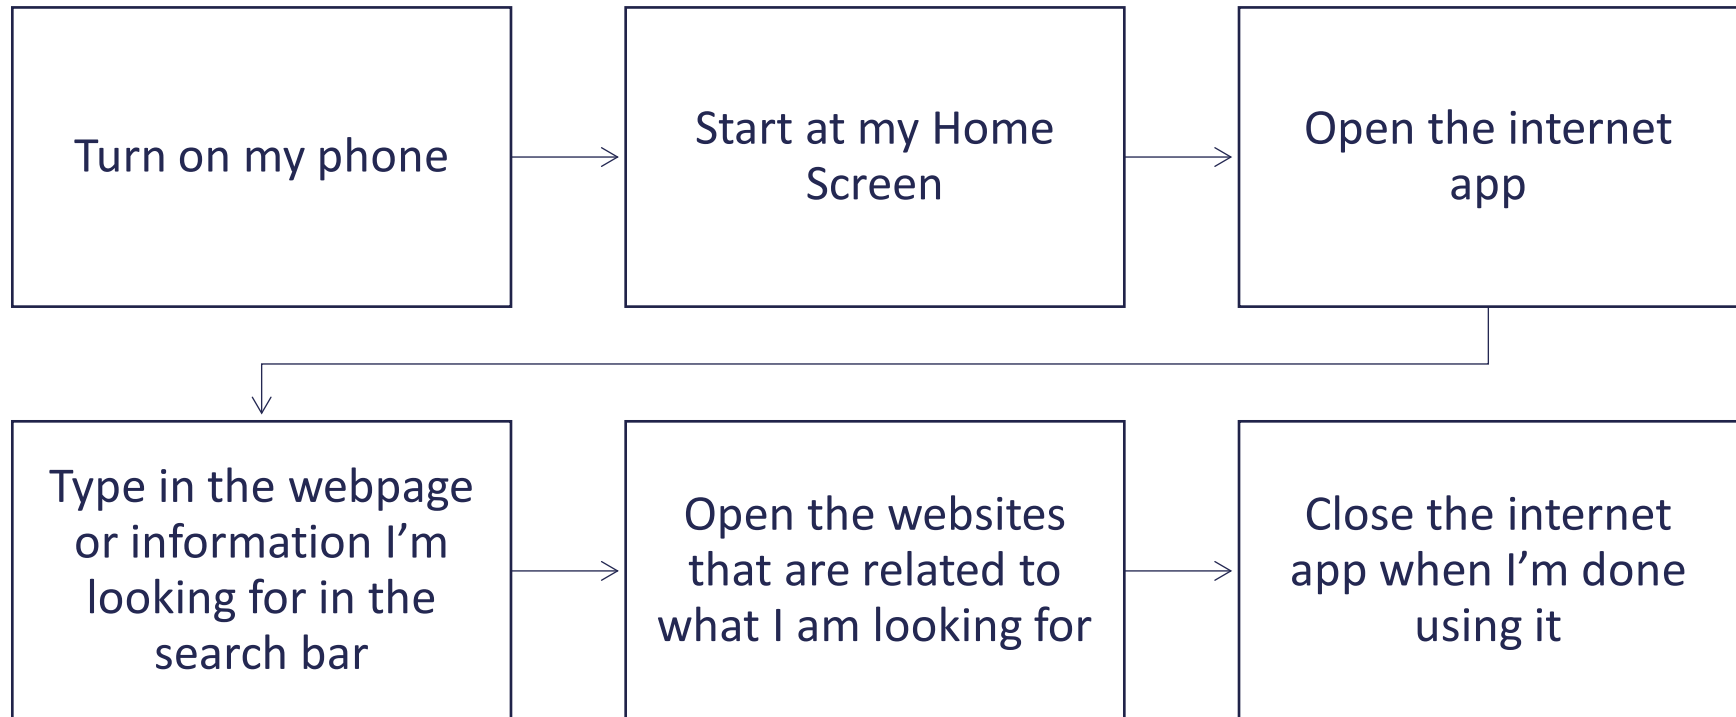 Turn on my phone
Start at my Home
Screen
Open the internet
app
Type in the webpage
or information I’m
looking for in the
search bar
Open the websites
that are related to
what I am looking for
Close the internet
app when I’m done
using it